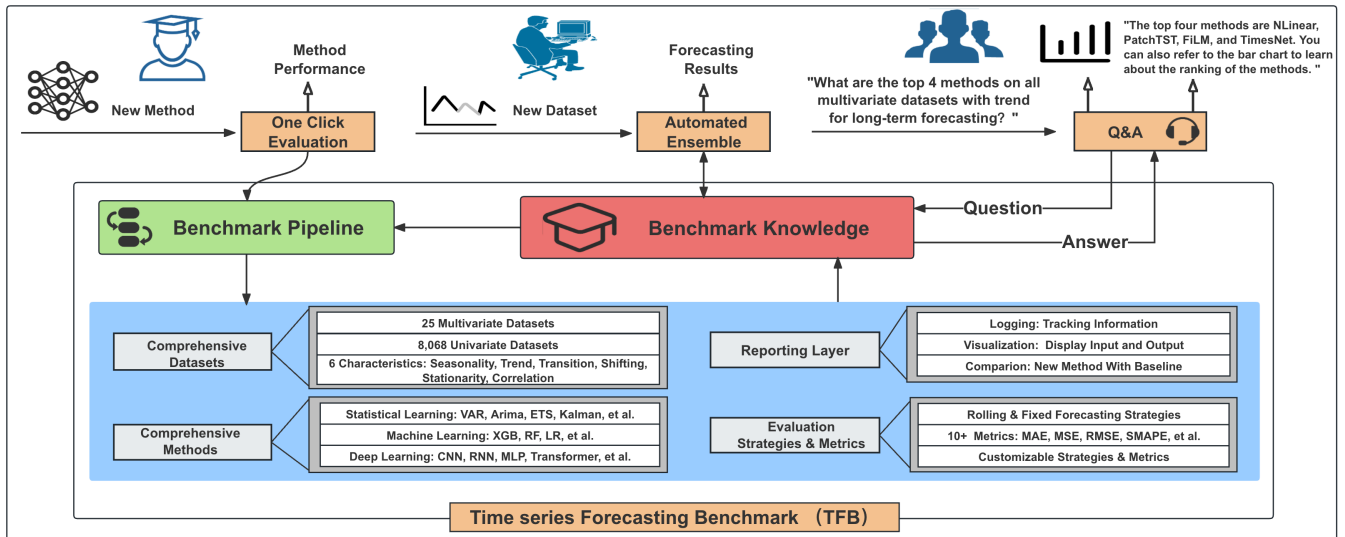 New Method
Method
Performance
One Click
Evaluation
New Dataset
Forecasting
Results
Automated
Ensemble
"What are the top 4 methods on all
multivariate datasets with trend
for long-term forecasting? "
"The top four methods are NLinear,
PatchTST, FiLM, and TimesNet. You
can also refer to the bar chart to learn
about the ranking of the methods. "
Q&A
Benchmark Pipeline
Benchmark Knowledge
Question
Answer
Comprehensive
Datasets
25 Multivariate Datasets
8,068 Univariate Datasets
6 Characteristics: Seasonality, Trend, Transition, Shifting,
Stationarity, Correlation
Comprehensive
Methods
Statistical Learning: VAR, Arima, ETS, Kalman, et al.
Machine Learning: XGB, RF, LR, et al.
Deep Learning: CNN, RNN, MLP, Transformer, et al.
Reporting Layer
Logging: Tracking Information
Visualization: Display Input and Output
Comparion: New Method With Baseline
Evaluation
Strategies & Metrics
Rolling & Fixed Forecasting Strategies
10+ Metrics: MAE, MSE, RMSE, SMAPE, et al.
Customizable Strategies & Metrics
Time series Forecasting Benchmark （TFB）